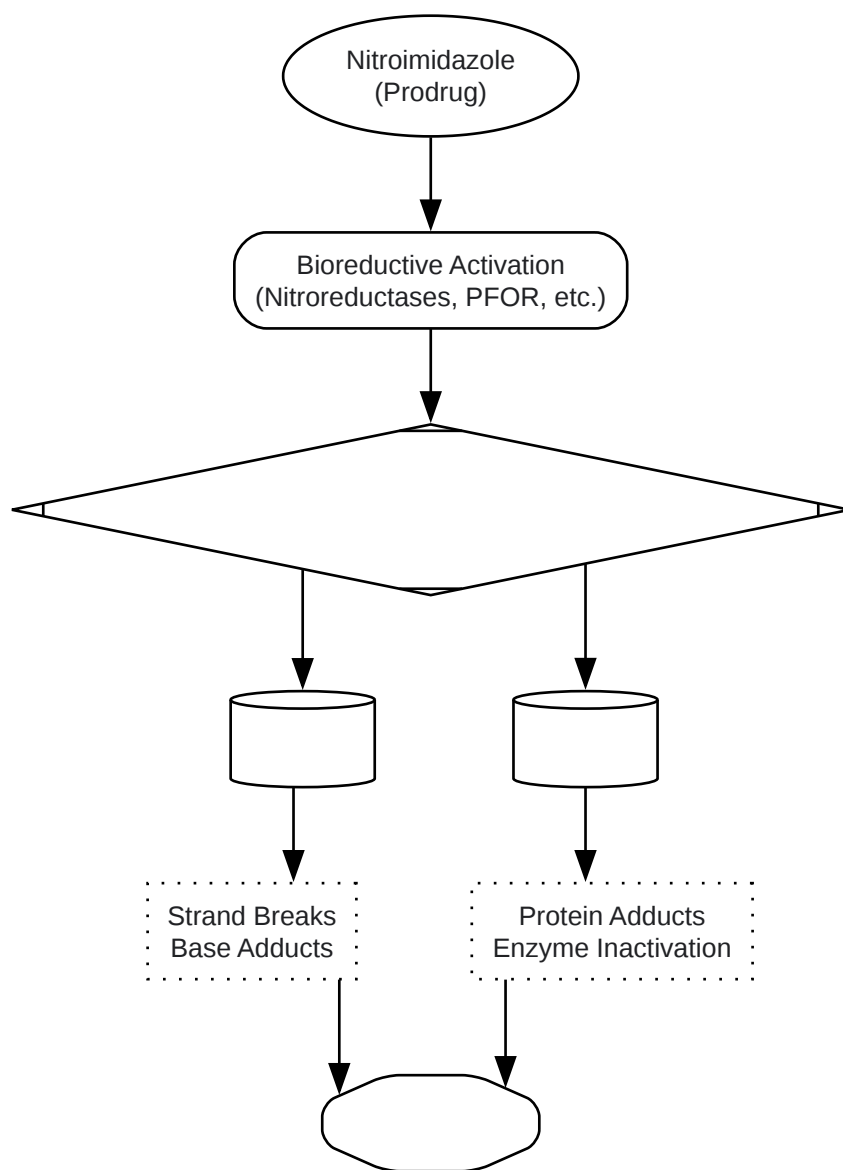 Nitroimidazole
(Prodrug)
Bioreductive Activation
(Nitroreductases, PFOR, etc.)
Strand Breaks
Base Adducts
Protein Adducts
Enzyme Inactivation